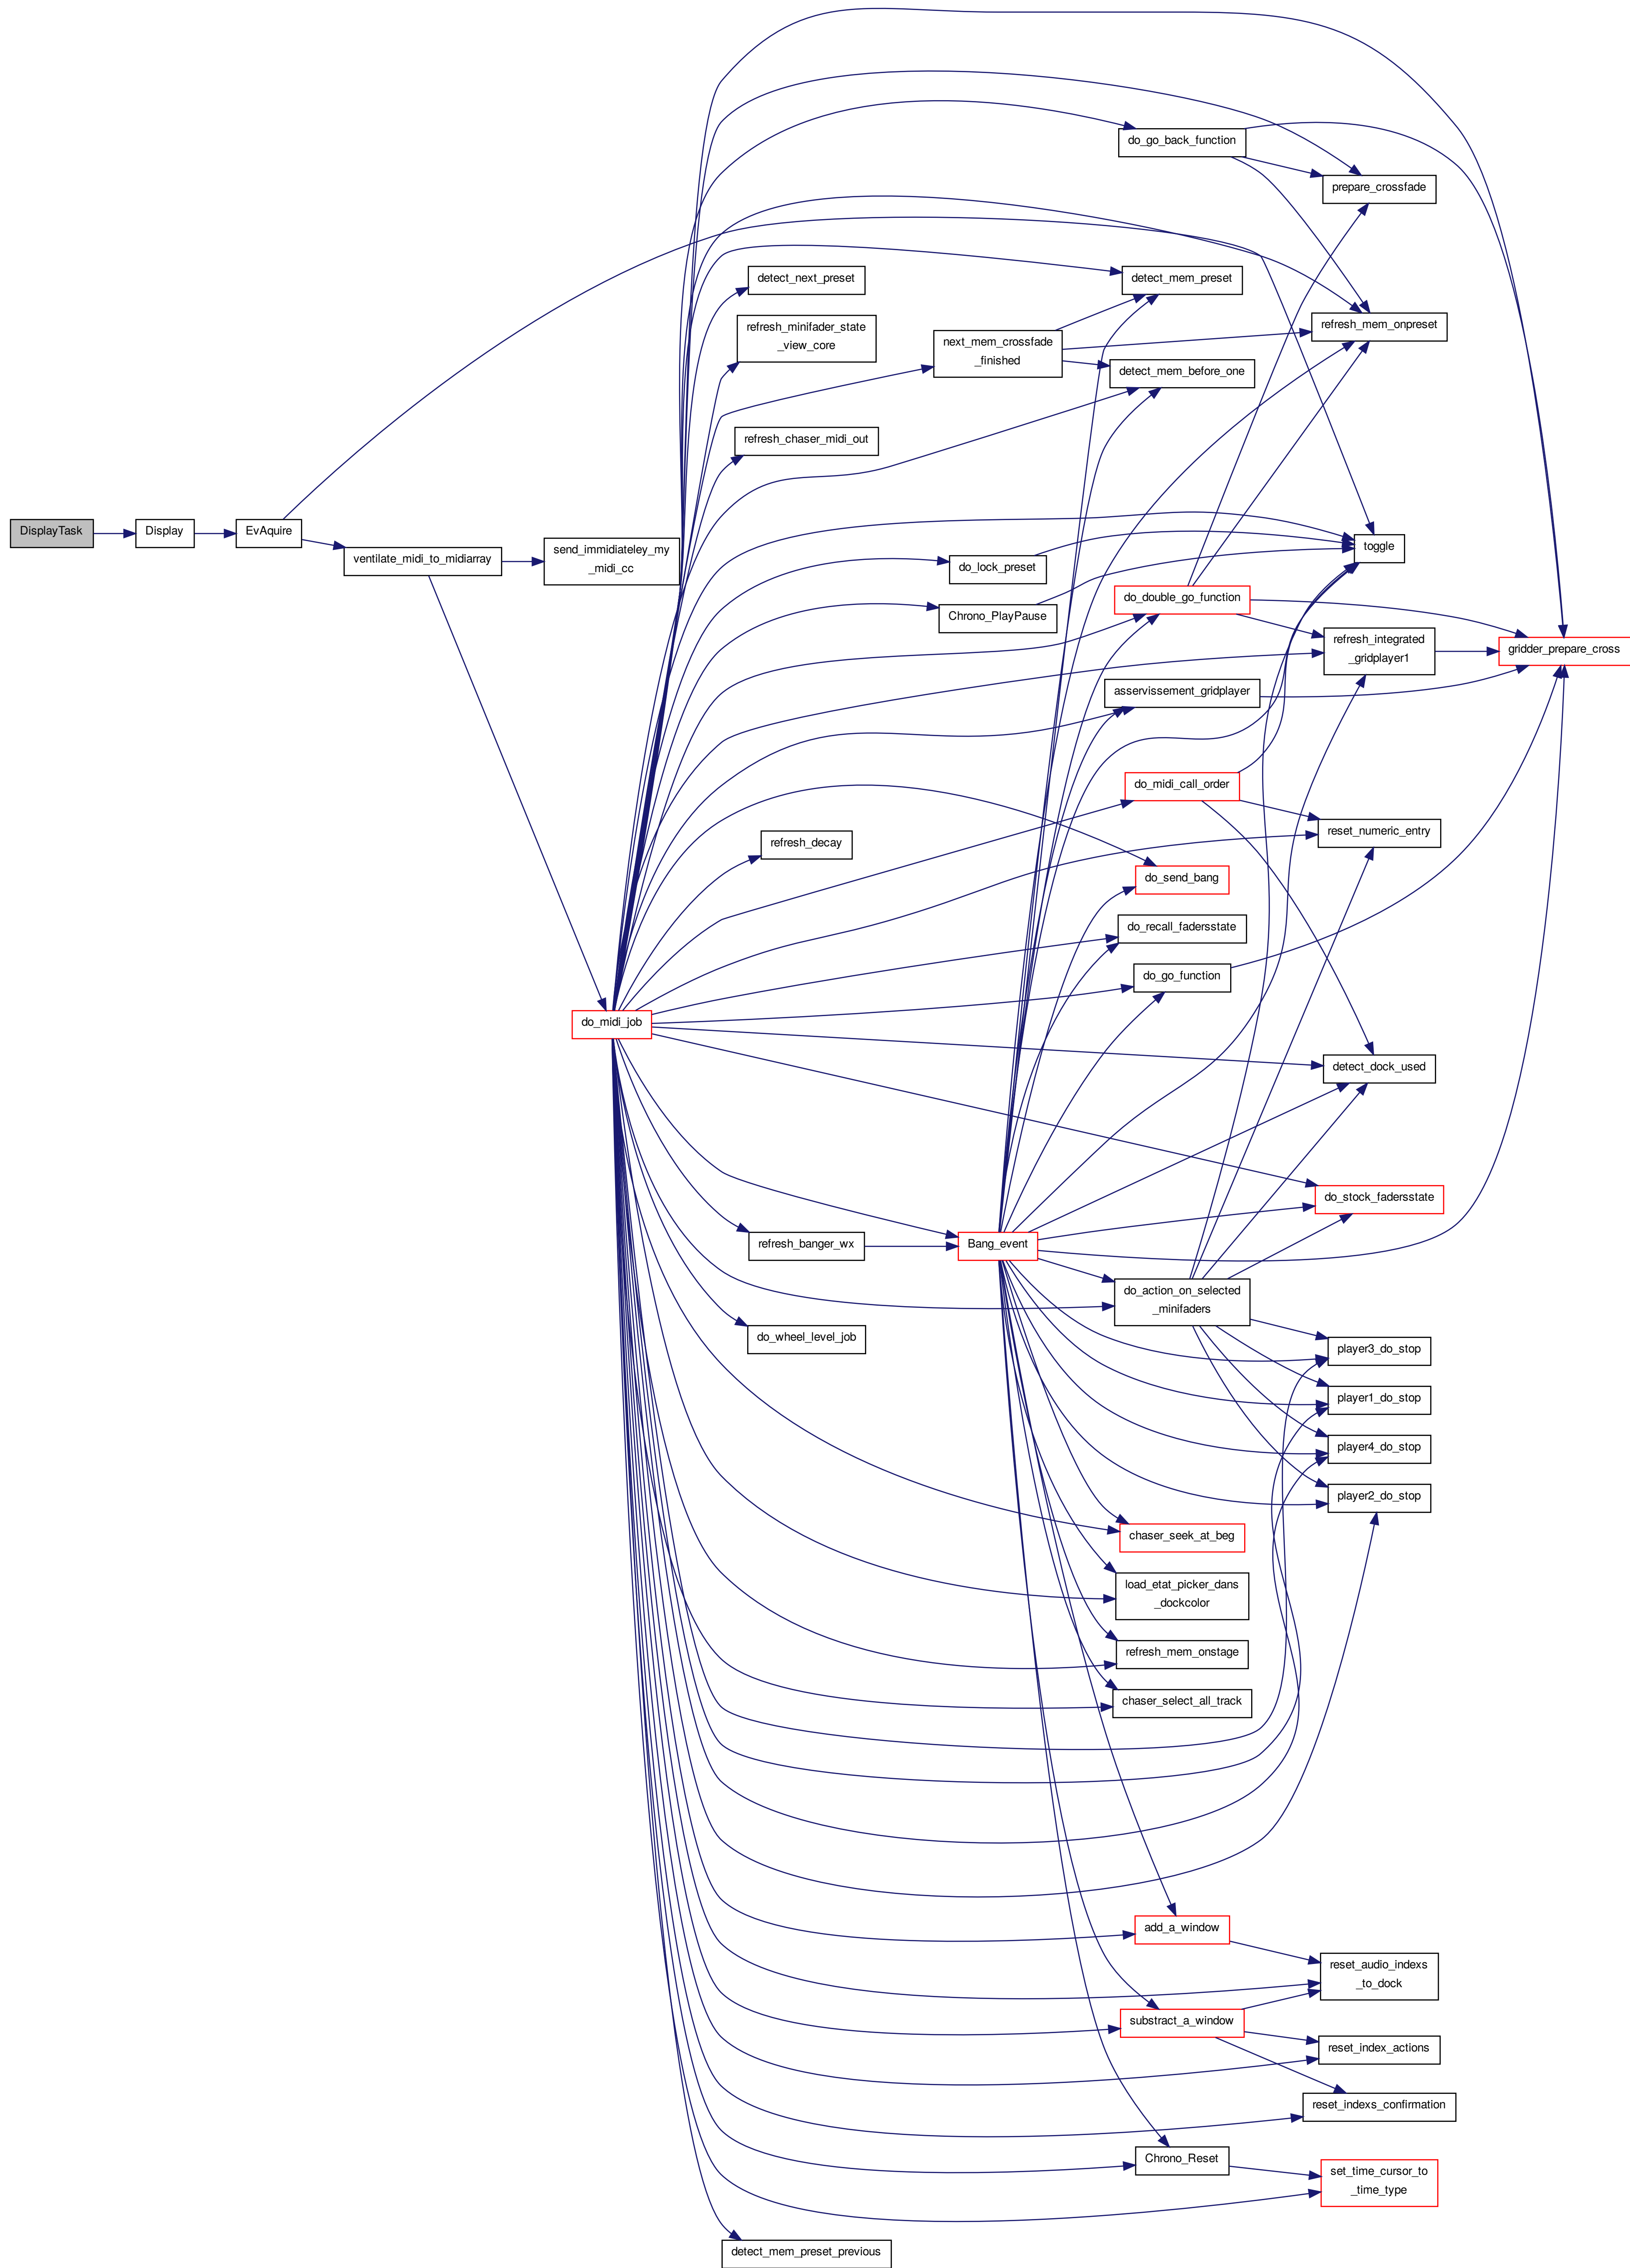 do_go_back_function
prepare_crossfade
detect_next_preset
detect_mem_preset
refresh_minifader_state
_view_core
refresh_mem_onpreset
next_mem_crossfade
_finished
detect_mem_before_one
refresh_chaser_midi_out
DisplayTask
Display
EvAquire
ventilate_midi_to_midiarray
send_immidiateley_my
_midi_cc
toggle
do_lock_preset
do_double_go_function
Chrono_PlayPause
refresh_integrated
_gridplayer1
gridder_prepare_cross
asservissement_gridplayer
do_midi_call_order
reset_numeric_entry
refresh_decay
do_send_bang
do_recall_fadersstate
do_go_function
do_midi_job
detect_dock_used
do_stock_fadersstate
refresh_banger_wx
Bang_event
do_action_on_selected
_minifaders
do_wheel_level_job
player3_do_stop
player1_do_stop
player4_do_stop
player2_do_stop
chaser_seek_at_beg
load_etat_picker_dans
_dockcolor
refresh_mem_onstage
chaser_select_all_track
add_a_window
reset_audio_indexs
_to_dock
substract_a_window
reset_index_actions
reset_indexs_confirmation
Chrono_Reset
set_time_cursor_to
_time_type
detect_mem_preset_previous